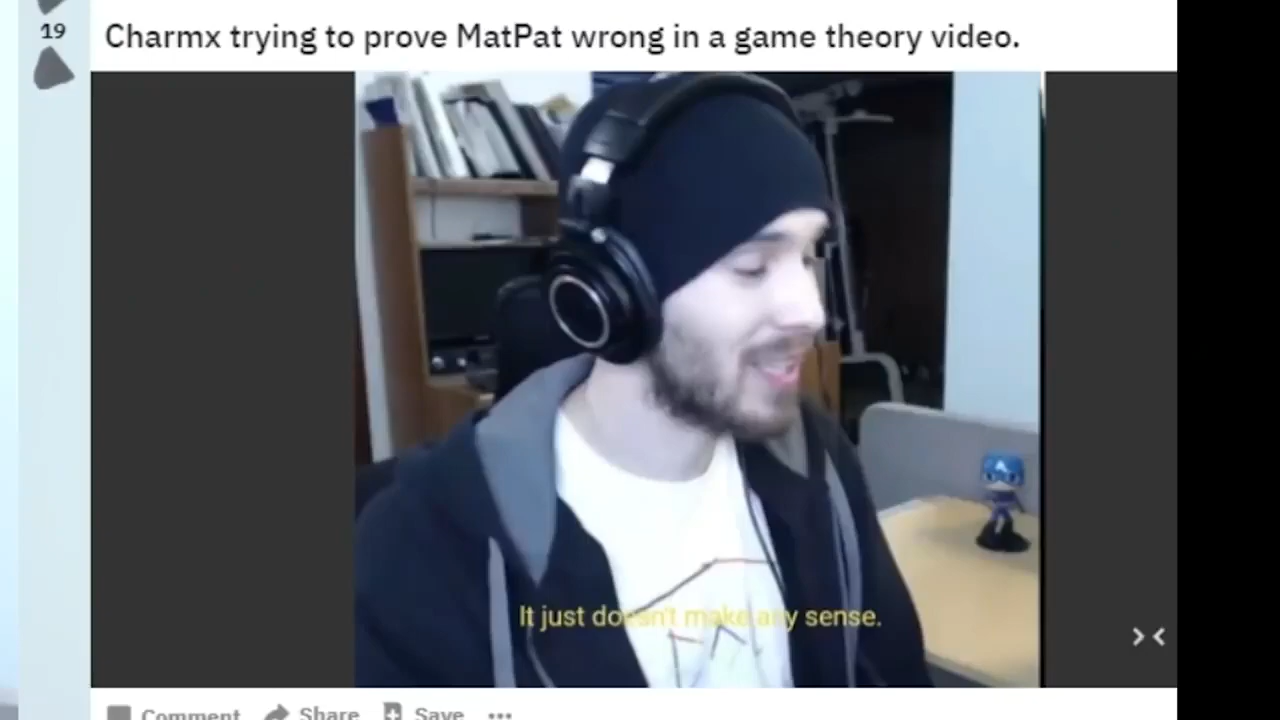 19
Charmx trying to prove MatPat wrong in a game theory video.
It just doesn't make any sense.
Comment Share Save